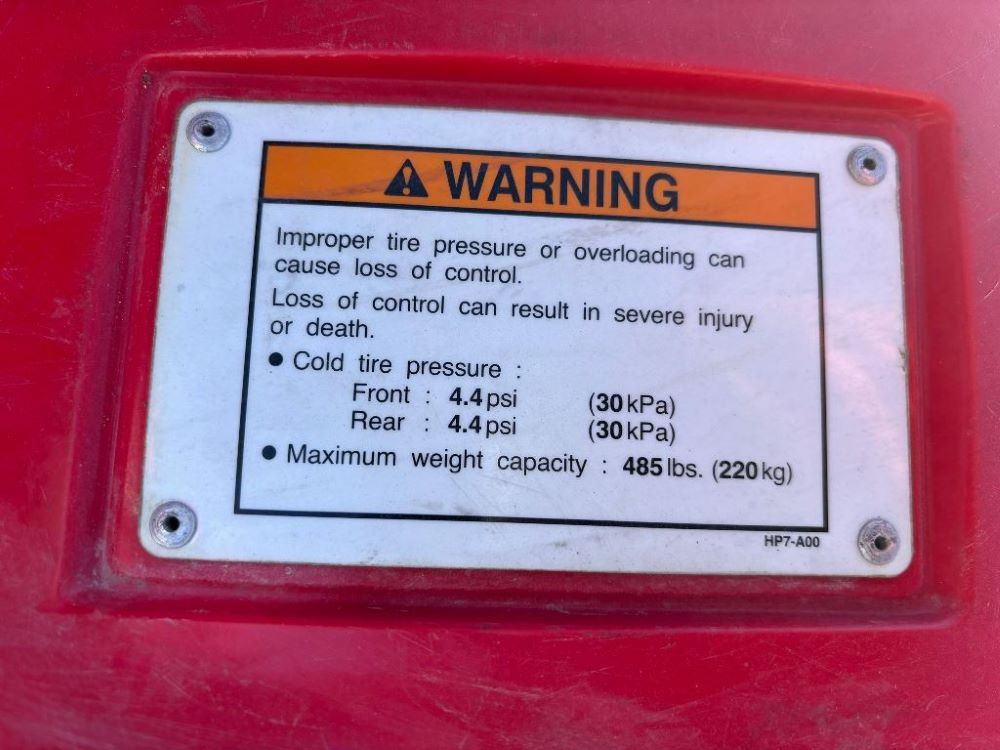 WARNING
Improper tire pressure or overloading can
cause loss of control.
Loss of control can result in severe injury
or death.
● Cold tire pressure :
Front : 4.4 psi (30 kPa)
Rear : 4.4 psi (30 kPa)
● Maximum weight capacity : 485 lbs. (220 kg)
HP7-A00